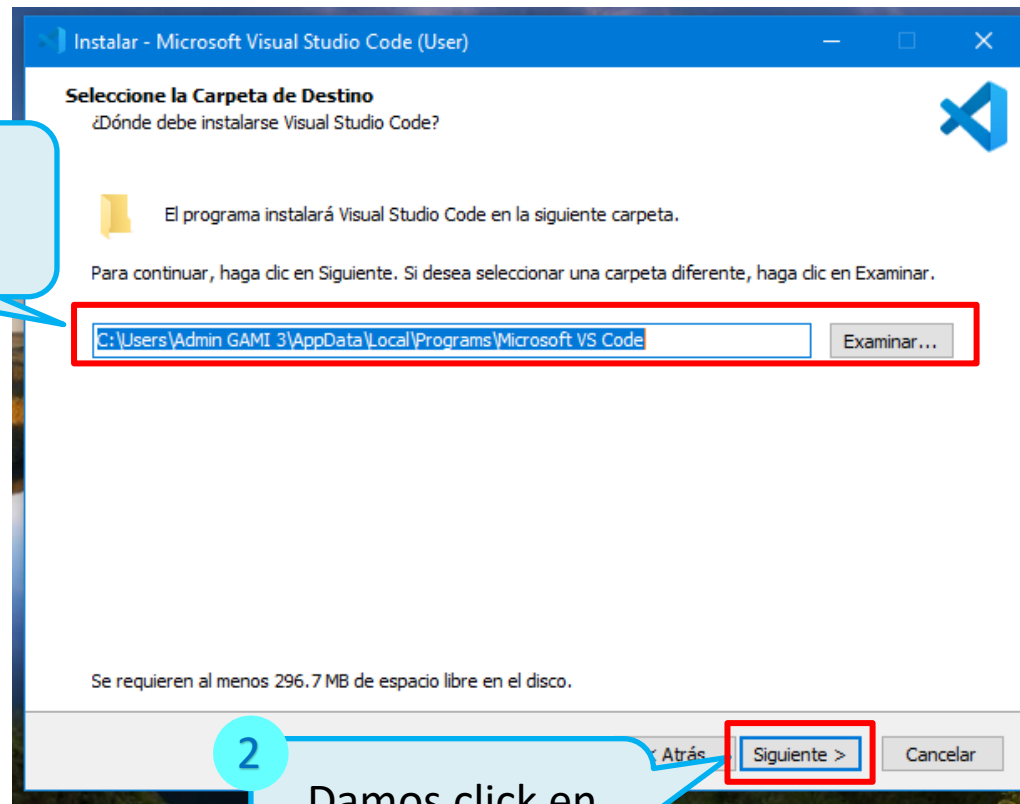 Instalar - Microsoft Visual Studio Code (User)
Seleccione la Carpeta de Destino
¿Dónde debe instalarse Visual Studio Code?
El programa instalará Visual Studio Code en la siguiente carpeta.
Para continuar, haga clic en Siguiente. Si desea seleccionar una carpeta diferente, haga clic en Examinar.
C:\Users\Admin GAMI 3\AppData\Local\Programs\Microsoft VS Code
Examinar...
Se requieren al menos 296.7 MB de espacio libre en el disco.
< Atrás
Siguiente >
Cancelar
2
Damos click en